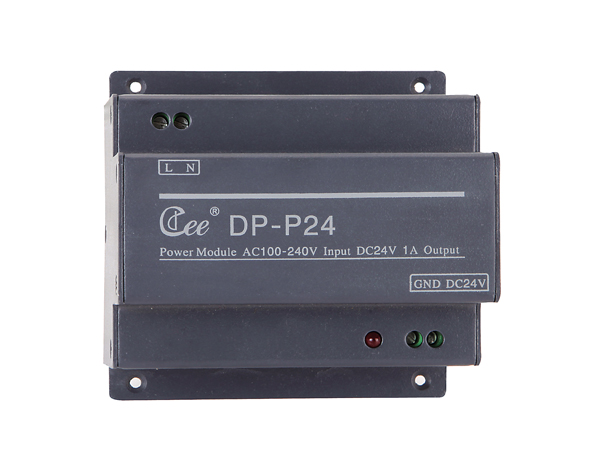 L N
Cee® DP-P24
Power Module AC100-240V Input DC24V 1A Output
GND DC24V